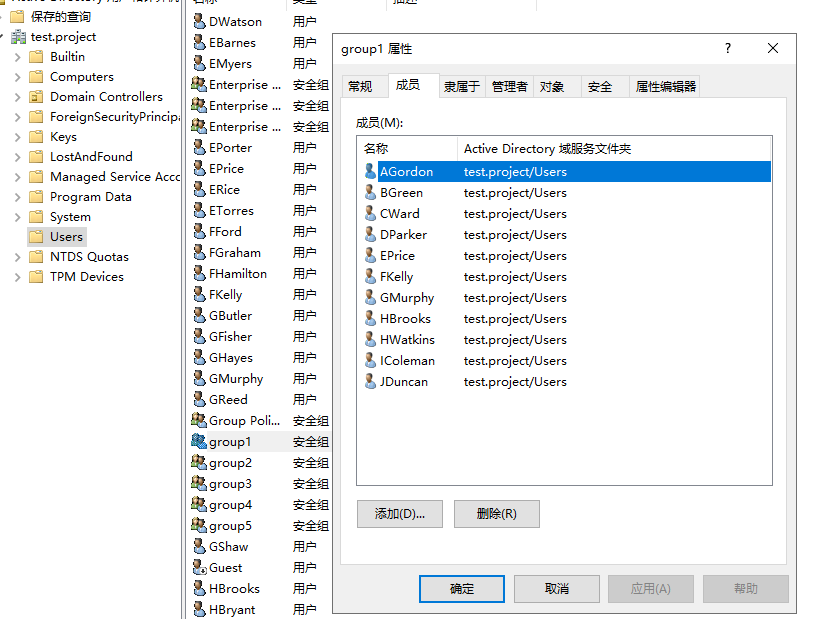 保存的查询
test.project
Builtin
Computers
Domain Controllers
ForeignSecurityPrincipa
Keys
LostAndFound
Managed Service Acco
Program Data
System
Users
NTDS Quotas
TPM Devices
DWatson 用户
EBarnes 用户
EMyers 用户
Enterprise ... 安全组
Enterprise ... 安全组
Enterprise ... 安全组
EPorter 用户
EPrice 用户
ERice 用户
ETorres 用户
FFord 用户
FGraham 用户
FHamilton 用户
FKelly 用户
GButler 用户
GFisher 用户
GHayes 用户
GMurphy 用户
GReed 用户
Group Poli... 安全组
group1 安全组
group2 安全组
group3 安全组
group4 安全组
group5 安全组
GShaw 用户
Guest 用户
HBrooks 用户
HBryant 用户
group1 属性
?
常规 成员 隶属于 管理者 对象 安全 属性编辑器
成员(M):
名称 Active Directory 域服务文件夹
AGordon test.project/Users
BGreen test.project/Users
CWard test.project/Users
DParker test.project/Users
EPrice test.project/Users
FKelly test.project/Users
GMurphy test.project/Users
HBrooks test.project/Users
HWatkins test.project/Users
IColeman test.project/Users
JDuncan test.project/Users
添加(D)... 删除(R)
确定 取消 应用(A) 帮助